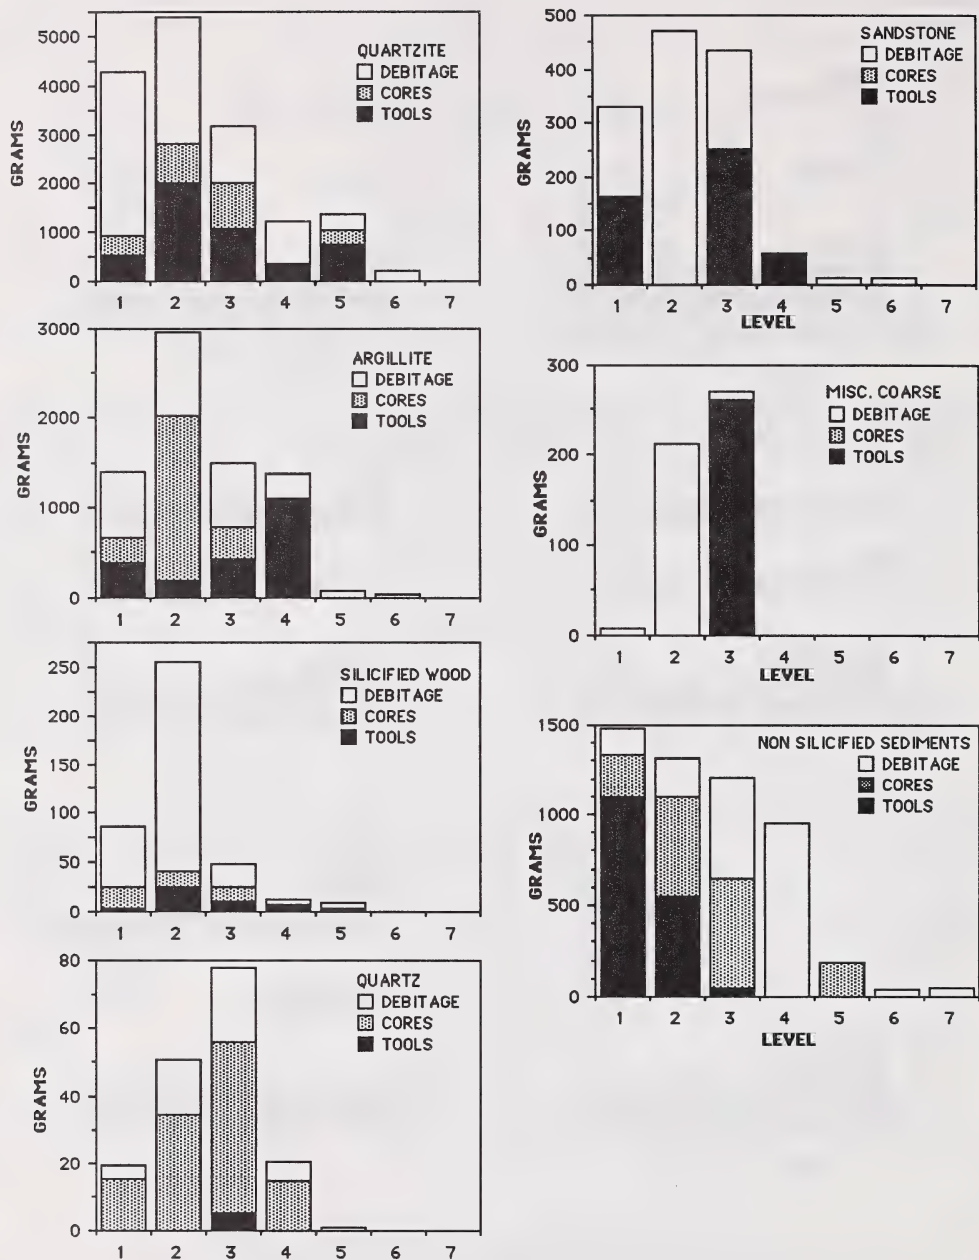 QUARTZITE
DEBITAGE
CORES
TOOLS
GRAMS
5000
4000
3000
2000
1000
0
1 2 3 4 5 6 7
ARGILLITE
DEBITAGE
CORES
TOOLS
GRAMS
3000
2000
1000
0
1 2 3 4 5 6 7
SILICIFIED WOOD
DEBITAGE
CORES
TOOLS
GRAMS
250
200
150
100
50
0
1 2 3 4 5 6 7
QUARTZ
DEBITAGE
CORES
TOOLS
GRAMS
80
60
40
20
0
1 2 3 4 5 6 7
SANDSTONE
DEBITAGE
CORES
TOOLS
GRAMS
500
400
300
200
100
0
1 2 3 4 5 6 7
LEVEL
MISC. COARSE
DEBITAGE
CORES
TOOLS
GRAMS
300
200
100
0
1 2 3 4 5 6 7
LEVEL
NON SILICIFIED SEDIMENTS
DEBITAGE
CORES
TOOLS
GRAMS
1500
1000
500
0
1 2 3 4 5 6 7
LEVEL